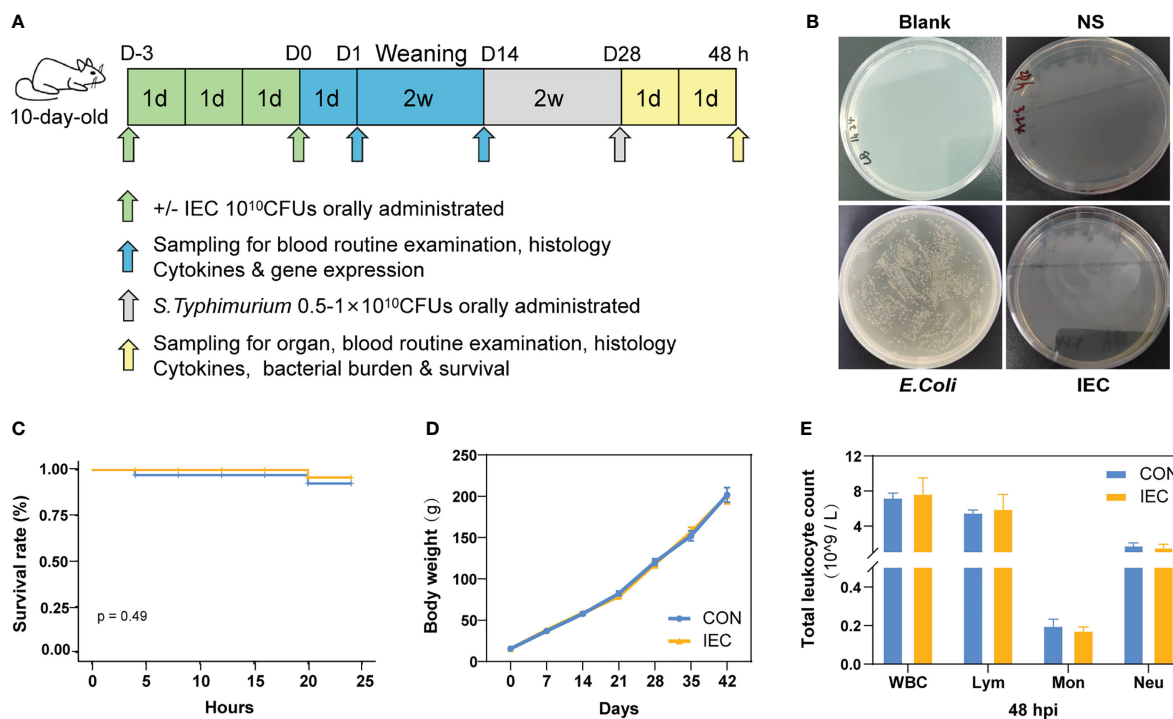 A
D-3
D0
D1
Weaning
D14
D28
48 h
10-day-old
1d
1d
1d
1d
2w
2w
1d
1d
+/- IEC 10¹⁰CFUs orally administrated
Sampling for blood routine examination, histology
Cytokines & gene expression
S.Typhimurium 0.5-1×10¹⁰CFUs orally administrated
Sampling for organ, blood routine examination, histology
Cytokines, bacterial burden & survival
B
Blank
NS
E.Coli
IEC
C
Survival rate (%)
1.00
0.75
0.50
0.25
0.00
p = 0.49
0 5 10 15 20 25
Hours
D
Body weight (g)
250
200
150
100
50
0
CON
IEC
0 7 14 21 28 35 42
Days
E
Total leukocyte count
(10^9 / L)
12
8
4
0.4
0.2
0.0
CON
IEC
WBC Lym Mon Neu
48 hpi